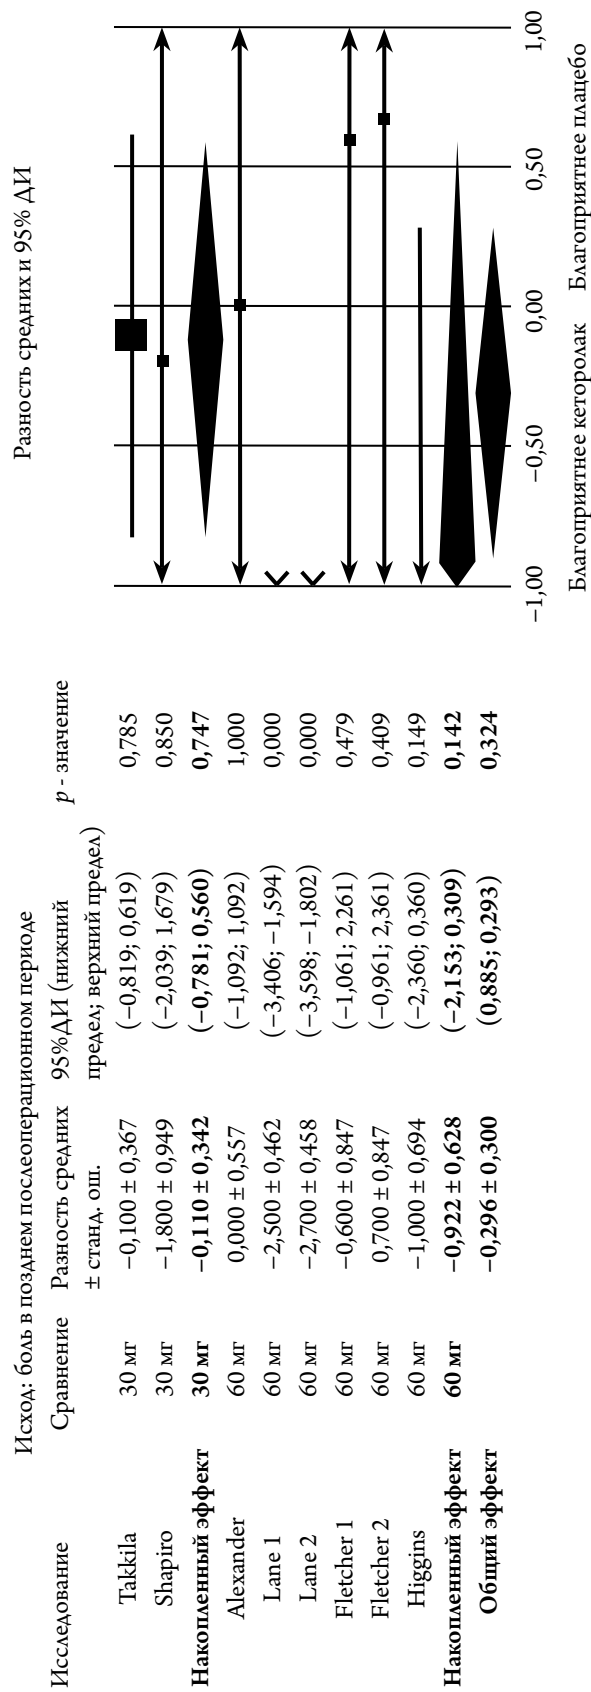 Исход: боль в позднем послеоперационном периоде
Разность средних и 95% ДИ
Исследование Сравнение Разность средних ± станд. ош. 95%ДИ (нижний предел; верхний предел) p - значение
Takkila 30 мг −0,100 ± 0,367 (−0,819; 0,619) 0,785
Shapiro 30 мг −1,800 ± 0,949 (−2,039; 1,679) 0,850
Накопленный эффект 30 мг −0,110 ± 0,342 (−0,781; 0,560) 0,747
Alexander 60 мг 0,000 ± 0,557 (−1,092; 1,092) 1,000
Lane 1 60 мг −2,500 ± 0,462 (−3,406; −1,594) 0,000
Lane 2 60 мг −2,700 ± 0,458 (−3,598; −1,802) 0,000
Fletcher 1 60 мг −0,600 ± 0,847 (−1,061; 2,261) 0,479
Fletcher 2 60 мг 0,700 ± 0,847 (−0,961; 2,361) 0,409
Higgins 60 мг −1,000 ± 0,694 (−2,360; 0,360) 0,149
Накопленный эффект 60 мг −0,922 ± 0,628 (−2,153; 0,309) 0,142
Общий эффект −0,296 ± 0,300 (0,885; 0,293) 0,324
−1,00 −0,50 0,00 0,50 1,00
Благоприятнее кеторолак Благоприятнее плацебо